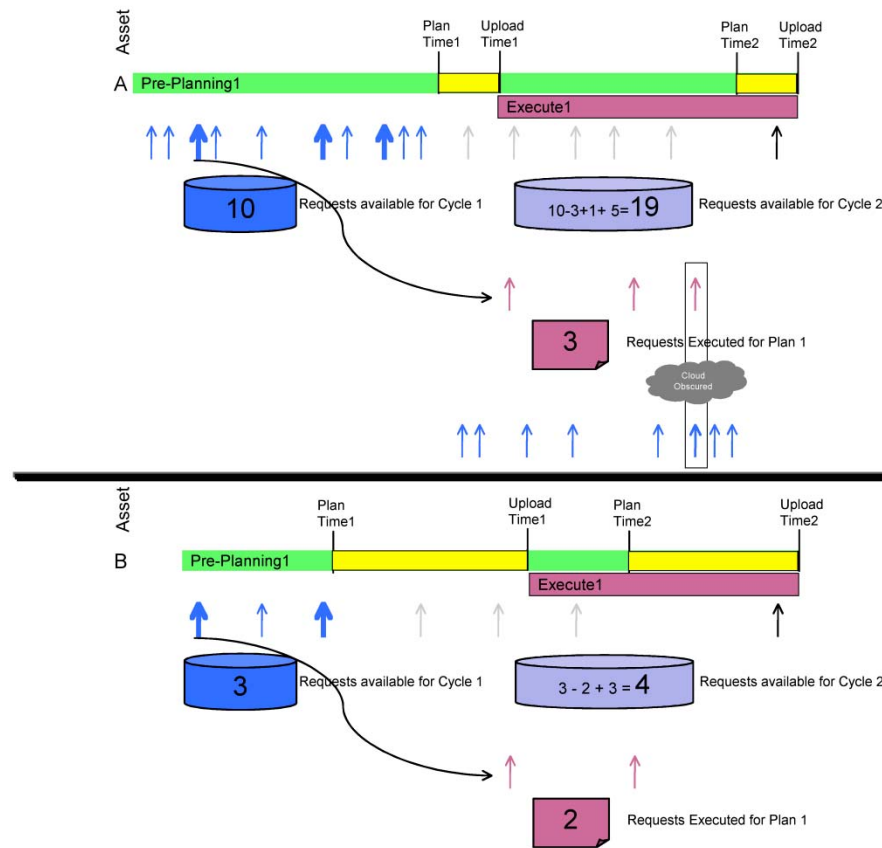 Asset
Plan
Time1
Upload
Time1
Plan
Time2
Upload
Time2
A
Pre-Planning1
Execute1
10
Requests available for Cycle 1
10-3+1+ 5=19
Requests available for Cycle 2
3
Requests Executed for Plan 1
Cloud
Obscured
Asset
Plan
Time1
Upload
Time1
Plan
Time2
Upload
Time2
B
Pre-Planning1
Execute1
3
Requests available for Cycle 1
3 - 2 + 3 = 4
Requests available for Cycle 2
2
Requests Executed for Plan 1